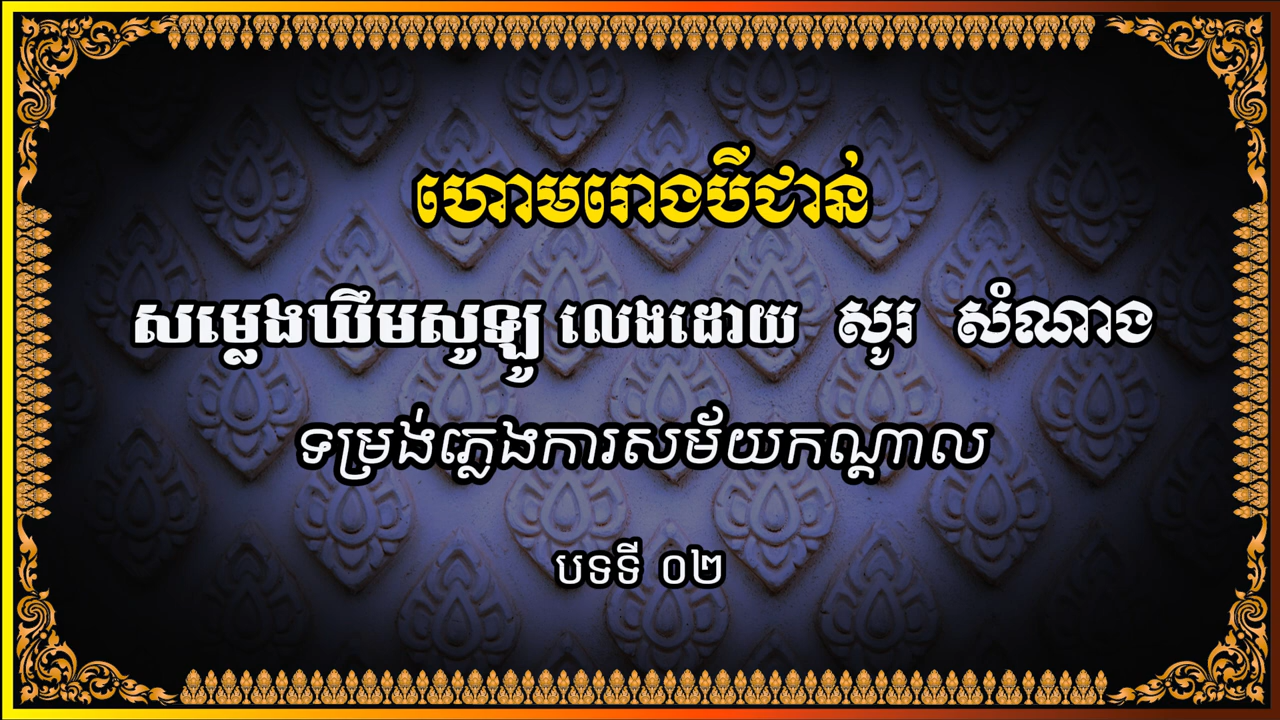 ហោមរោងបីជាន់
សម្លេងឃឹមសូឡូ លេងដោយ សូរ សំណាង
ទម្រង់ភ្លេងការសម័យកណ្ដាល
បទទី ០២